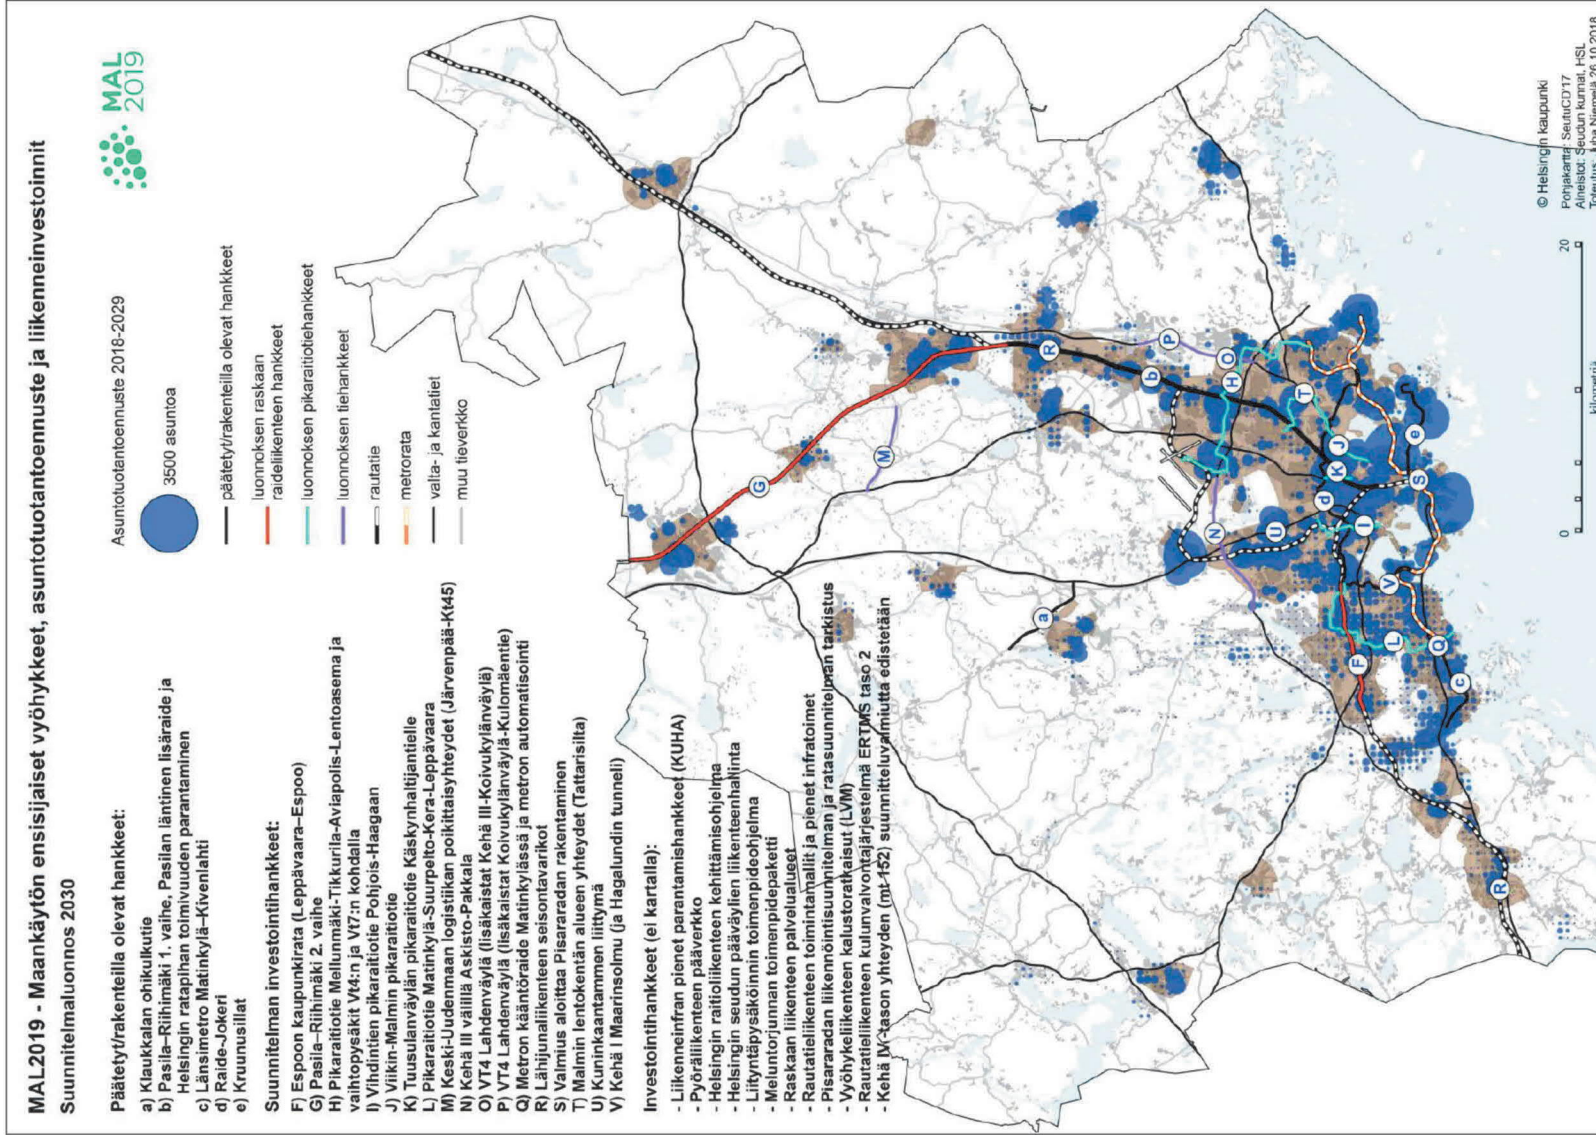 MAL2019 - Maankäytön ensisijaiset vyöhykkeet, asuntotuotantoennuste ja liikenneinvestoinnit
Suunnitelmaluonnos 2030
MAL
2019
Päätetyt/rakenteilla olevat hankkeet:
a) Klaukkalan ohikulkutie
b) Pasila–Riihimäki 1. vaihe, Pasilan läntinen lisäraide ja
Helsingin ratapihan toimivuuden parantaminen
c) Länsimetro Matinkylä–Kivenlahti
d) Raide-Jokeri
e) Kruunusillat
Suunnitelman investointihankkeet:
F) Espoon kaupunkirata (Leppävaara–Espoo)
G) Pasila–Riihimäki 2. vaihe
H) Pikaraitiotie Mellunmäki-Tikkurila-Aviapolis-Lentoasema ja
vaihtopysäkit Vt4:n ja Vt7:n kohdalla
I) Vihdintien pikaraitiotie Pohjois-Haagaan
J) Viikin-Malmin pikaraitiotie
K) Tuusulanväylän pikaraitiotie Käskynhaltijantielle
L) Pikaraitiotie Matinkylä-Suurpelto-Kera-Leppävaara
M) Keski-Uudenmaan logistiikan poikittaisyhteydet (Järvenpää-Kt45)
N) Kehä III välillä Askisto-Pakkala
O) VT4 Lahdenväylä (lisäkaistat Kehä III-Koivukylänväylä)
P) VT4 Lahdenväylä (lisäkaistat Koivukylänväylä-Kulomäentie)
Q) Metron kääntöraide Matinkylässä ja metron automatisointi
R) Lähijunaliikenteen seisontavarikot
S) Valmius aloittaa Pisararadan rakentaminen
T) Malmin lentokentän alueen yhteydet (Tattarisilta)
U) Kuninkaantammen liittymä
V) Kehä I Maarinsolmu (ja Hagalundin tunneli)
Investointihankkeet (ei kartalla):
- Liikenneinfran pienet parantamishankkeet (KUHA)
- Pyöräliikenteen pääverkko
- Helsingin raitioliikenteen kehittämisohjelma
- Helsingin seudun pääväylien liikenteenhallinta
- Liityntäpysäköinnin toimenpideohjelma
- Meluntorjunnan toimenpidepaketti
- Raskaan liikenteen palvelualueet
- Rautatieliikenteen toimintamallit ja pienet infratoimet
- Pisararadan liikennöintisuunnitelman ja ratasuunnitelman tarkistus
- Vyöhykeliikenteen kalustoratkaisut (LVM)
- Rautatieliikenteen kulunvalvontajärjestelmä ERTMS taso 2
- Kehä IV-tason yhteyden (mt 152) suunnitteluvalmiutta edistetään
Asuntotuotantoennuste 2018-2029
3500 asuntoa
päätetyt/rakenteilla olevat hankkeet
luonnoksen raskaan
raideliikenteen hankkeet
luonnoksen pikaraitiotiehankkeet
luonnoksen tiehankkeet
rautatie
metrorata
valta- ja kantatiet
muu tieverkko
G
M
a
R
P
b
O
H
N
U
T
J
K
d
I
e
S
V
F
L
Q
c
R
0
20
kilometriä
© Helsingin kaupunki
Pohjakartta: SeutuCD'17
Aineistot: Seudun kunnat, HSL
Toteutus: Juha Niemelä 26.10.2018